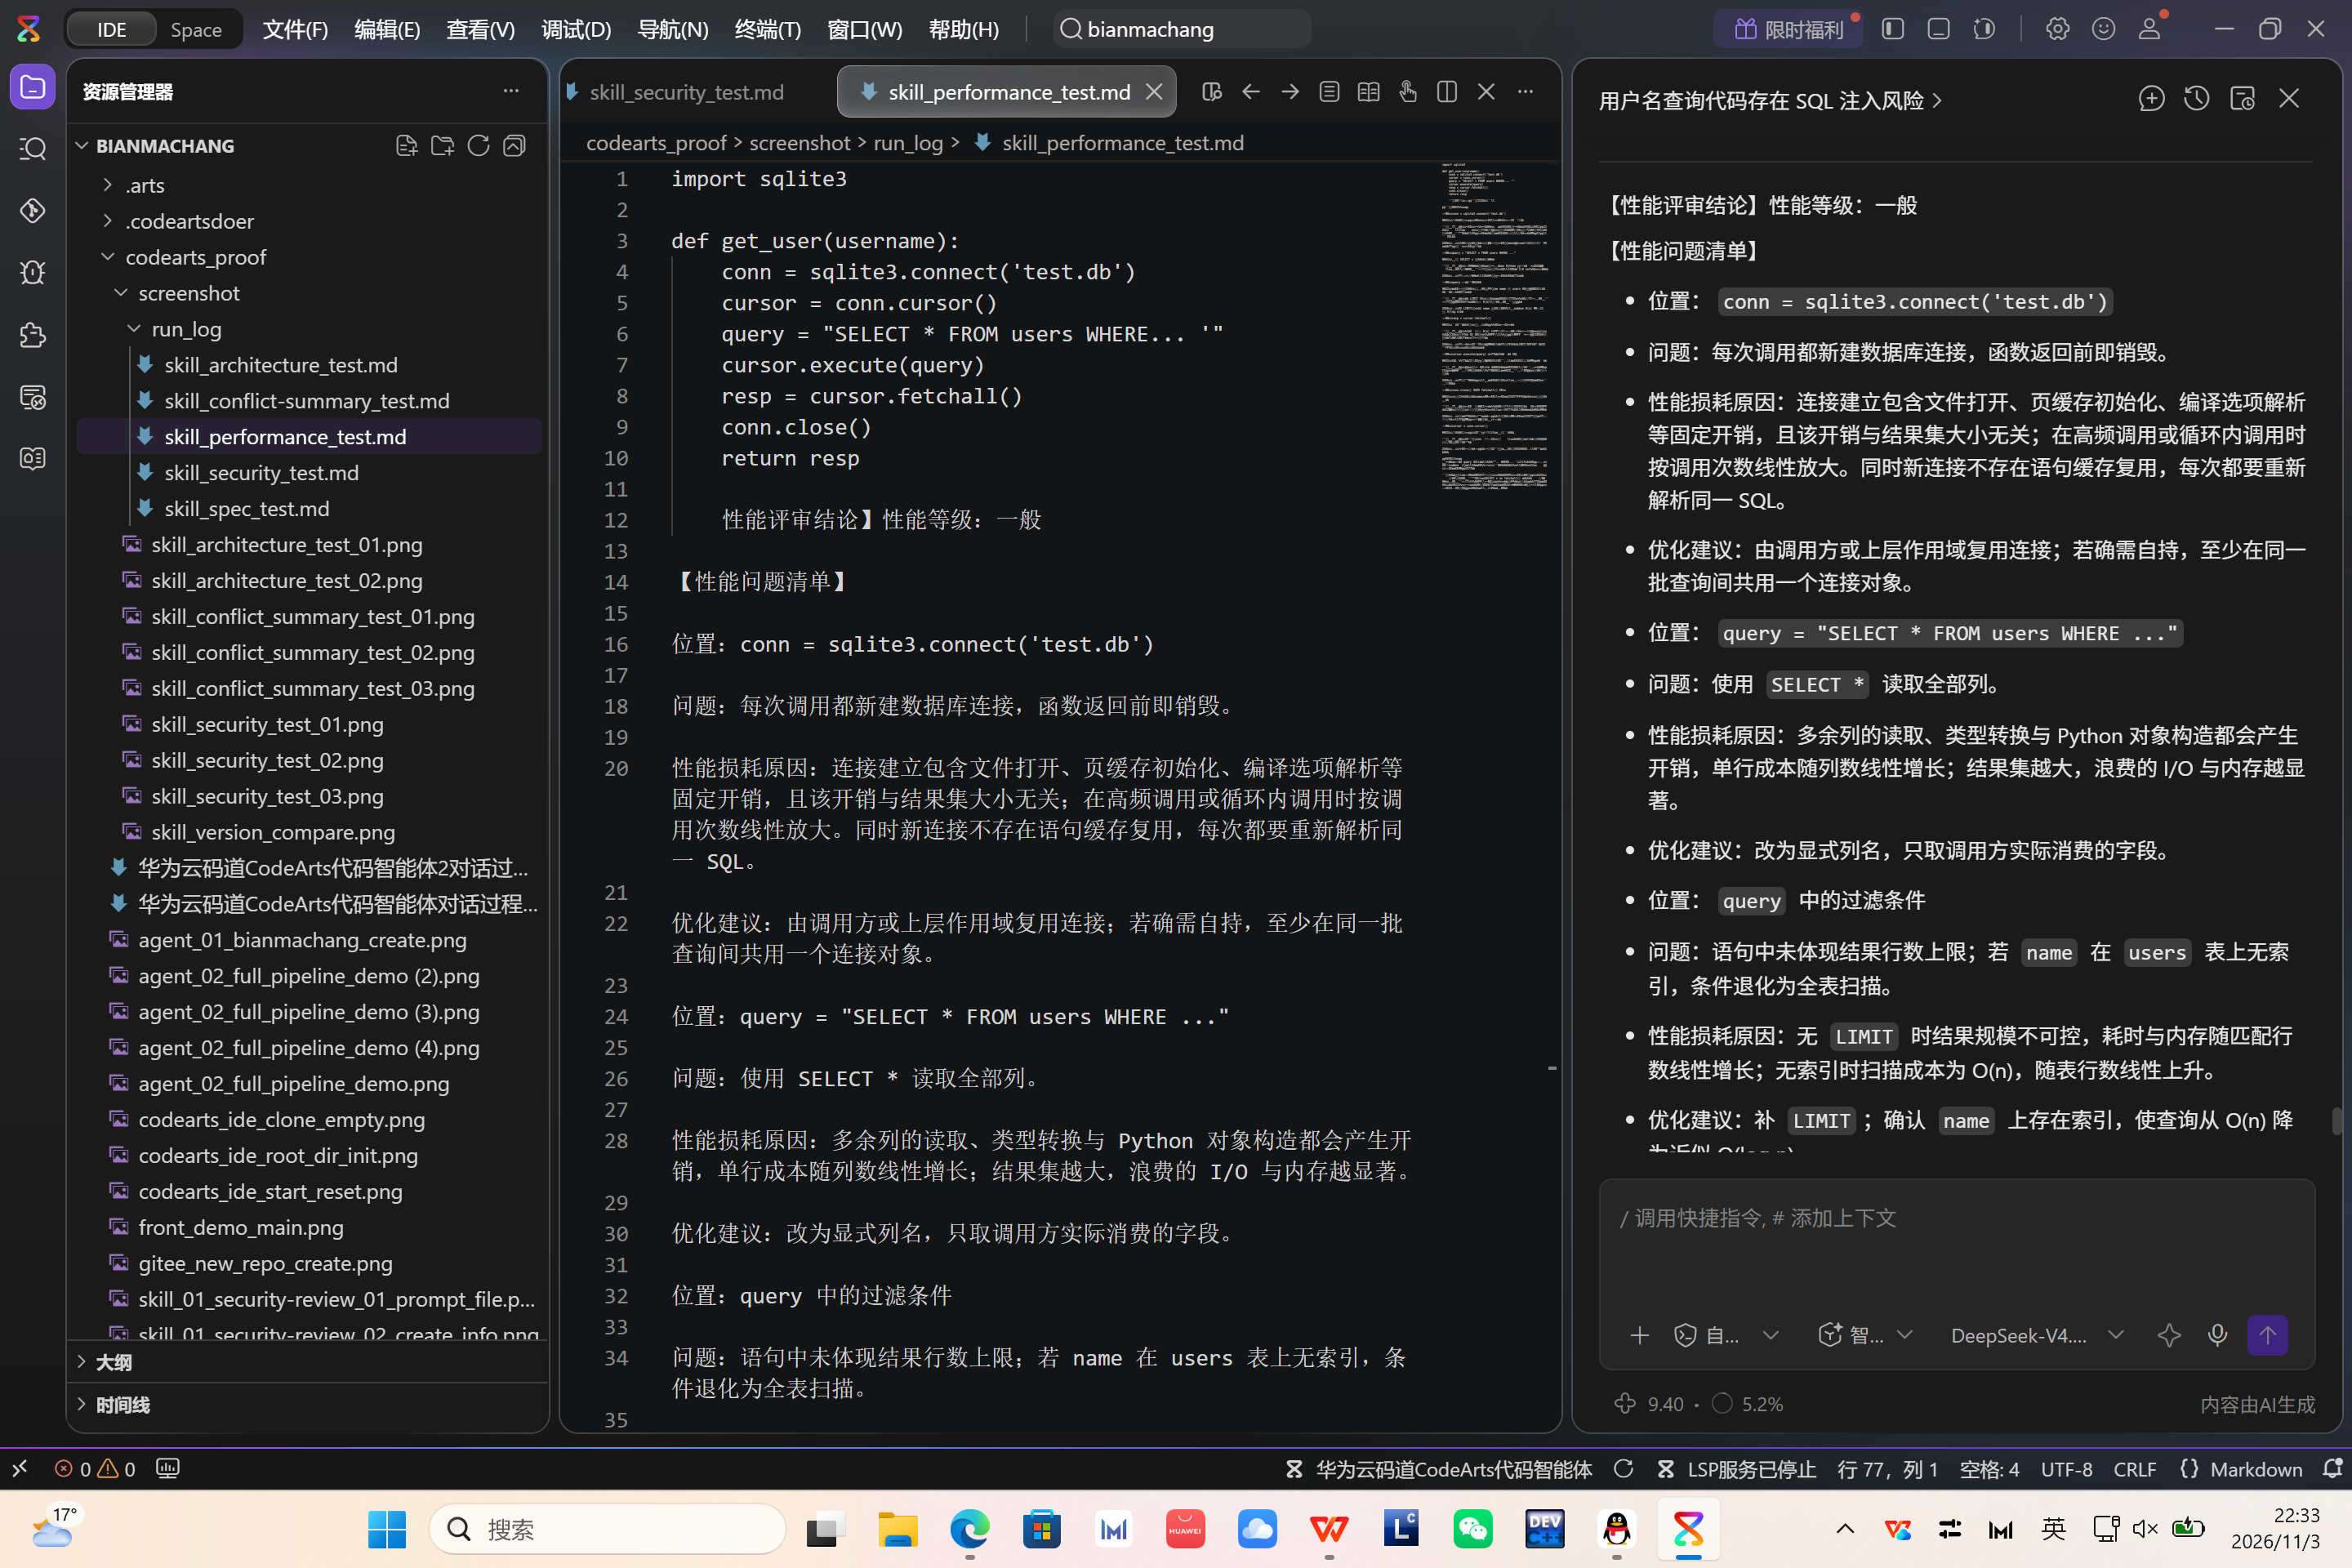 IDE
Space
文件(F)
编辑(E)
查看(V)
调试(D)
导航(N)
终端(T)
窗口(W)
帮助(H)
bianmachang
限时福利
资源管理器
BIANMACHANG
.arts
.codeartsdoer
codearts_proof
screenshot
run_log
skill_architecture_test.md
skill_conflict-summary_test.md
skill_performance_test.md
skill_security_test.md
skill_spec_test.md
skill_architecture_test_01.png
skill_architecture_test_02.png
skill_conflict_summary_test_01.png
skill_conflict_summary_test_02.png
skill_conflict_summary_test_03.png
skill_security_test_01.png
skill_security_test_02.png
skill_security_test_03.png
skill_version_compare.png
华为云码道CodeArts代码智能体2对话过...
华为云码道CodeArts代码智能体对话过程...
agent_01_bianmachang_create.png
agent_02_full_pipeline_demo (2).png
agent_02_full_pipeline_demo (3).png
agent_02_full_pipeline_demo (4).png
agent_02_full_pipeline_demo.png
codearts_ide_clone_empty.png
codearts_ide_root_dir_init.png
codearts_ide_start_reset.png
front_demo_main.png
gitee_new_repo_create.png
skill_01_security-review_01_prompt_file.p...
skill_01_security-review_02_create_info.png
大纲
时间线
skill_security_test.md
skill_performance_test.md
codearts_proof > screenshot > run_log > skill_performance_test.md
1 import sqlite3
2
3 def get_user(username):
4 conn = sqlite3.connect('test.db')
5 cursor = conn.cursor()
6 query = "SELECT * FROM users WHERE... '"
7 cursor.execute(query)
8 resp = cursor.fetchall()
9 conn.close()
10 return resp
11
12 性能评审结论】性能等级：一般
13
14 【性能问题清单】
15
16 位置：conn = sqlite3.connect('test.db')
17
18 问题：每次调用都新建数据库连接，函数返回前即销毁。
19
20 性能损耗原因：连接建立包含文件打开、页缓存初始化、编译选项解析等
固定开销，且该开销与结果集大小无关；在高频调用或循环内调用时按调
用次数线性放大。同时新连接不存在语句缓存复用，每次都要重新解析同
一 SQL。
21
22 优化建议：由调用方或上层作用域复用连接；若确需自持，至少在同一批
查询间共用一个连接对象。
23
24 位置：query = "SELECT * FROM users WHERE ..."
25
26 问题：使用 SELECT * 读取全部列。
27
28 性能损耗原因：多余列的读取、类型转换与 Python 对象构造都会产生开
销，单行成本随列数线性增长；结果集越大，浪费的 I/O 与内存越显著。
29
30 优化建议：改为显式列名，只取调用方实际消费的字段。
31
32 位置：query 中的过滤条件
33
34 问题：语句中未体现结果行数上限；若 name 在 users 表上无索引，条
件退化为全表扫描。
35
用户名查询代码存在 SQL 注入风险 >
【性能评审结论】性能等级：一般
【性能问题清单】
• 位置： conn = sqlite3.connect('test.db')
• 问题：每次调用都新建数据库连接，函数返回前即销毁。
• 性能损耗原因：连接建立包含文件打开、页缓存初始化、编译选项解析
等固定开销，且该开销与结果集大小无关；在高频调用或循环内调用时
按调用次数线性放大。同时新连接不存在语句缓存复用，每次都要重新
解析同一 SQL。
• 优化建议：由调用方或上层作用域复用连接；若确需自持，至少在同一
批查询间共用一个连接对象。
• 位置： query = "SELECT * FROM users WHERE ..."
• 问题：使用 SELECT * 读取全部列。
• 性能损耗原因：多余列的读取、类型转换与 Python 对象构造都会产生
开销，单行成本随列数线性增长；结果集越大，浪费的 I/O 与内存越显
著。
• 优化建议：改为显式列名，只取调用方实际消费的字段。
• 位置： query 中的过滤条件
• 问题：语句中未体现结果行数上限；若 name 在 users 表上无索
引，条件退化为全表扫描。
• 性能损耗原因：无 LIMIT 时结果规模不可控，耗时与内存随匹配行
数线性增长；无索引时扫描成本为 O(n)，随表行数线性上升。
• 优化建议：补 LIMIT ；确认 name 上存在索引，使查询从 O(n) 降
为近似 O(log n)
/ 调用快捷指令, # 添加上下文
自...
智...
DeepSeek-V4....
9.40 • 5.2%
内容由AI生成
0
0
华为云码道CodeArts代码智能体
LSP服务已停止
行 77，列 1
空格: 4
UTF-8
CRLF
Markdown
17°
搜索
HUAWEI
DEV
C++
英
22:33
2026/11/3